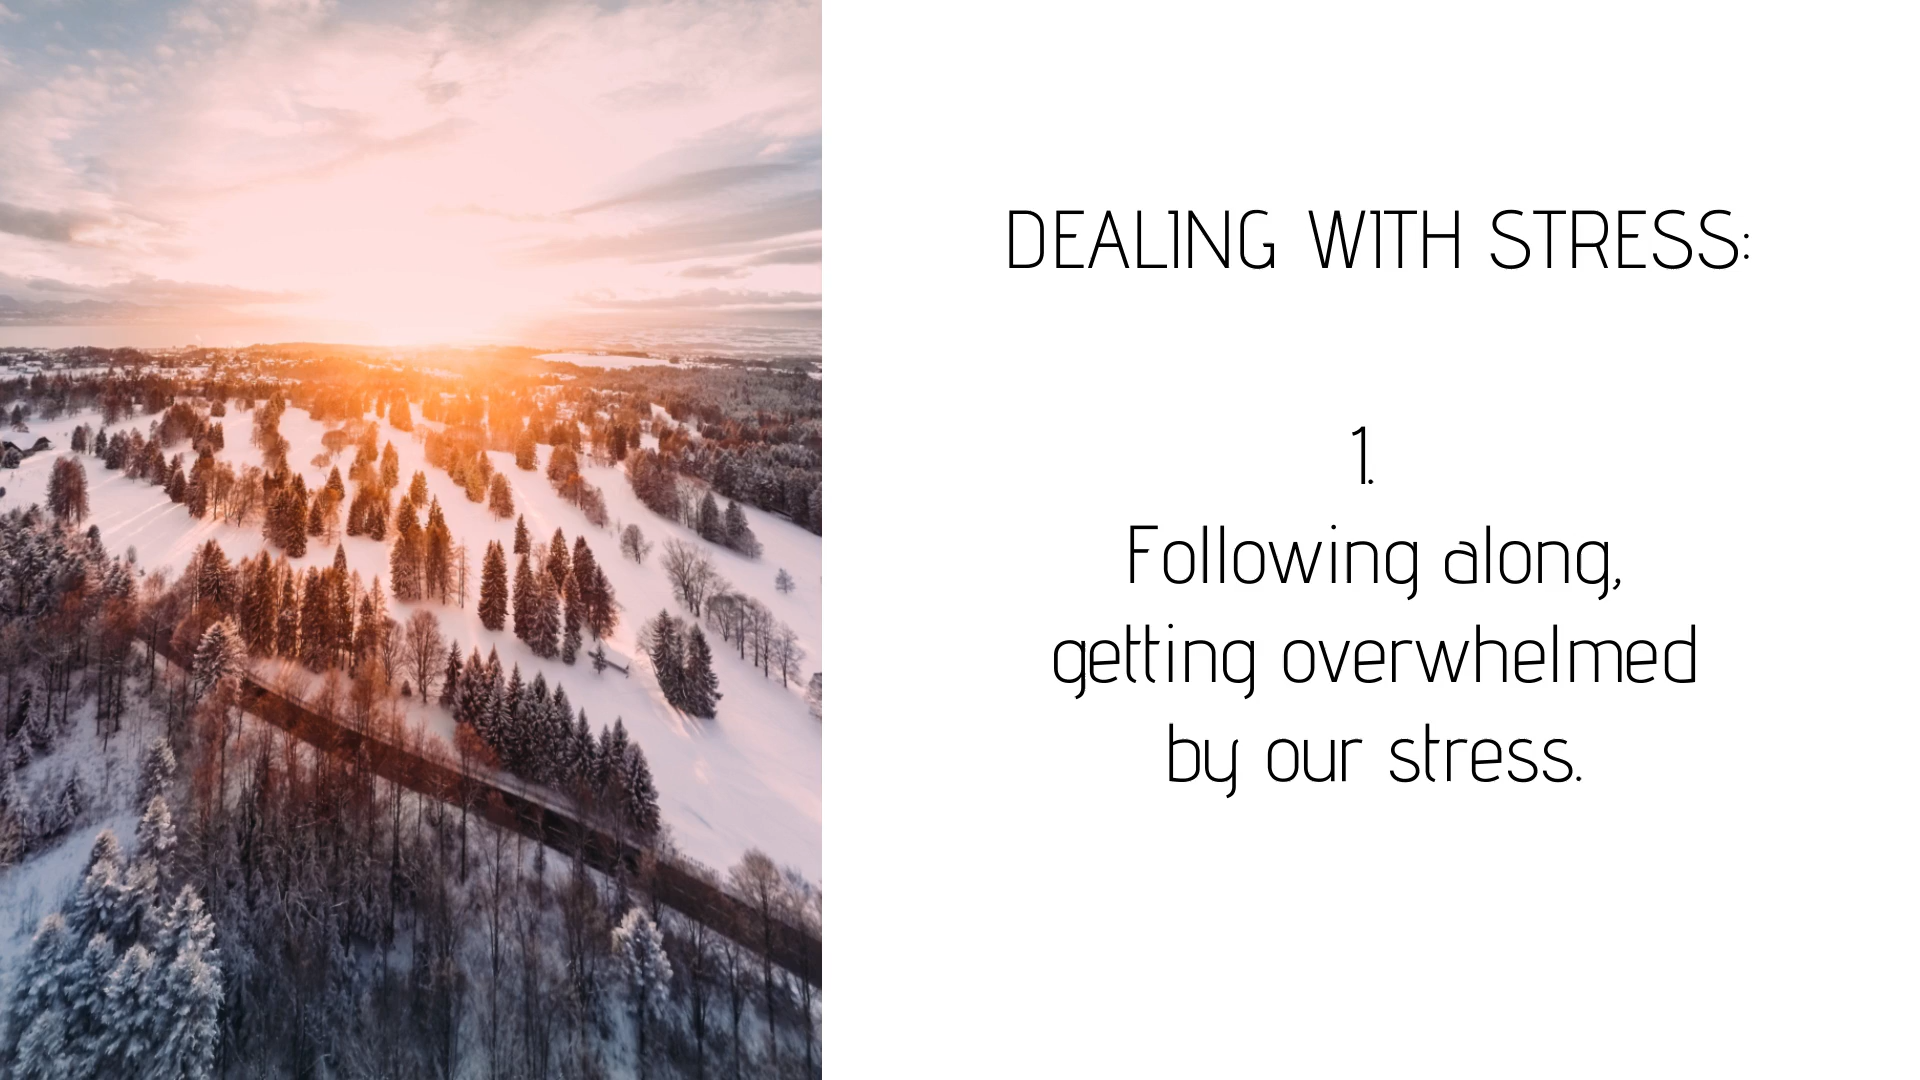 DEALING WITH STRESS:
1.
Following along,
getting overwhelmed
by our stress.